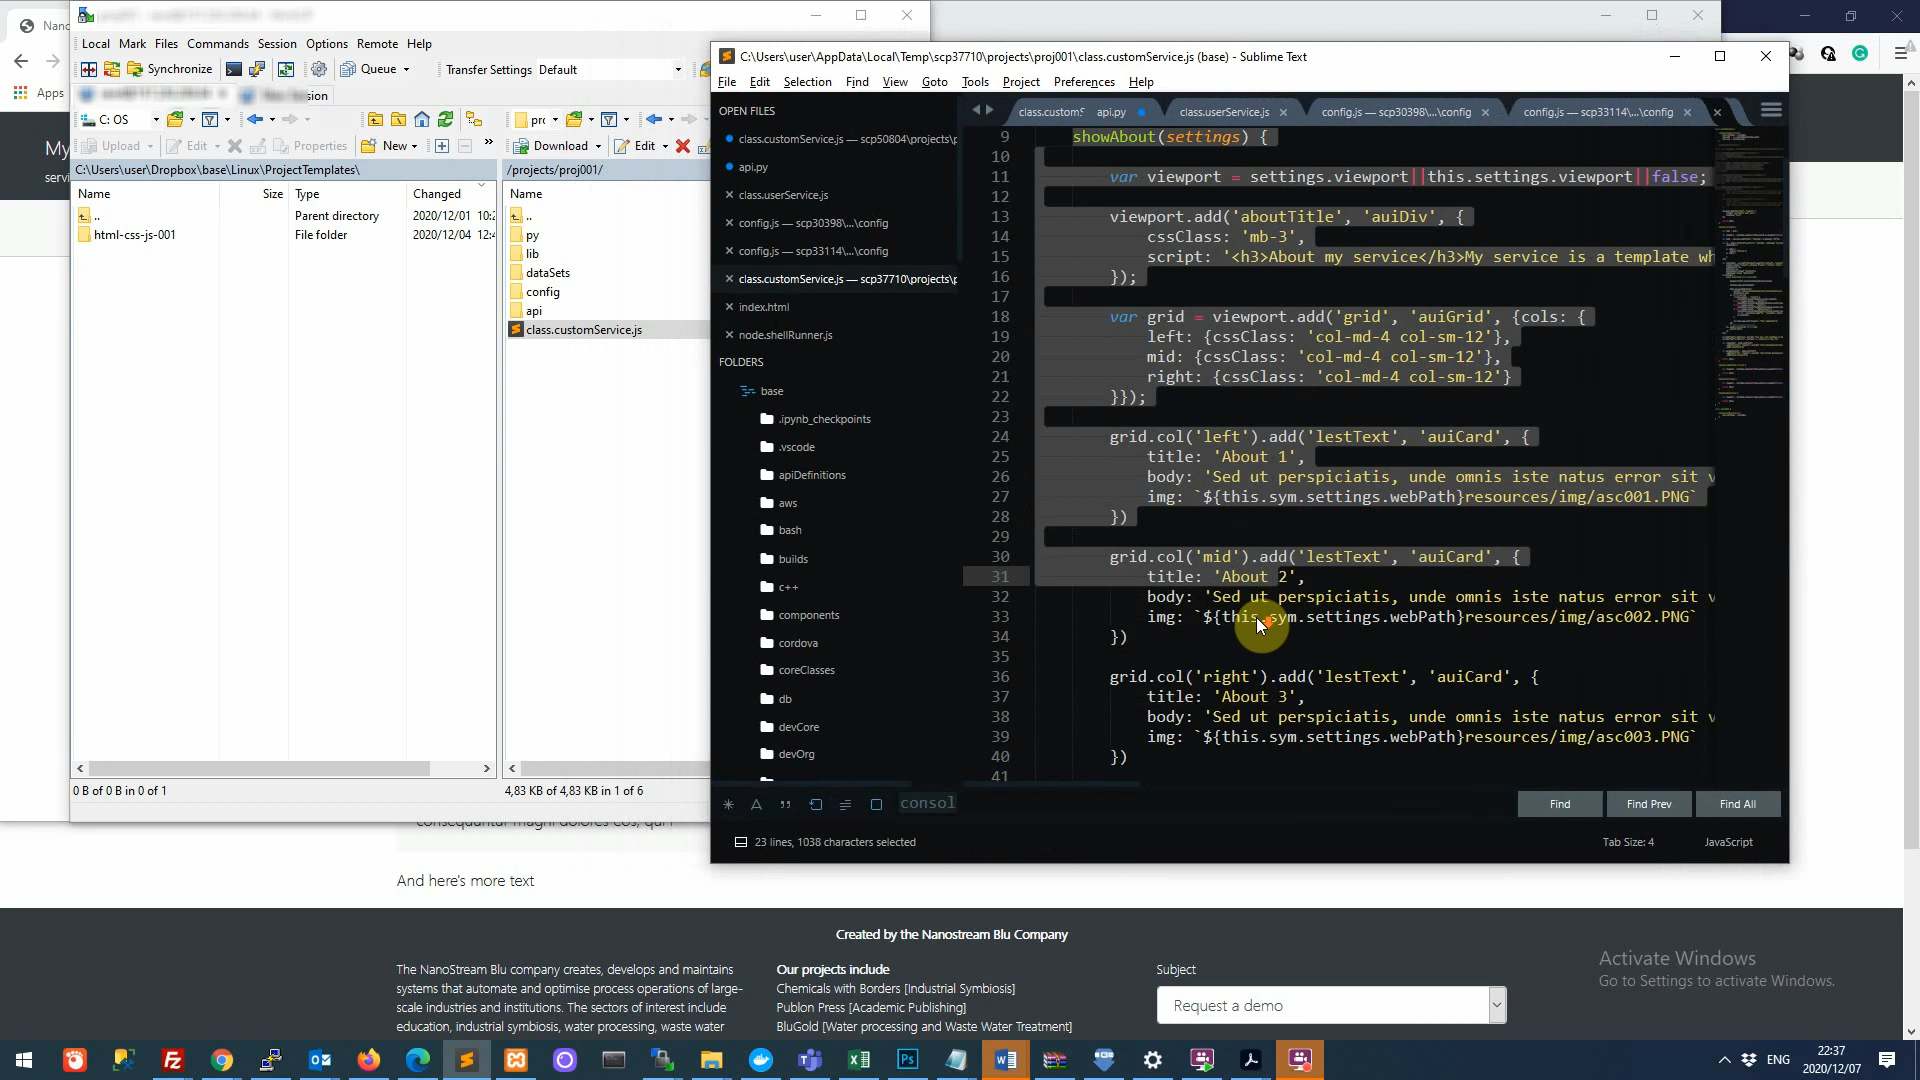 Nano
Apps
My
servi
Local Mark Files Commands Session Options Remote Help
Synchronize
Queue
Transfer Settings Default
C: OS
Upload
Edit
Properties
New
Download
Edit
C:\Users\user\Dropbox\base\Linux\ProjectTemplates\
/projects/proj001/
Name Size Type Changed
.. Parent directory 2020/12/01 10:2
html-css-js-001 File folder 2020/12/04 12:4
Name
..
py
lib
dataSets
config
api
class.customService.js
0 B of 0 B in 0 of 1
4,83 KB of 4,83 KB in 1 of 6
C:\Users\user\AppData\Local\Temp\scp37710\projects\proj001\class.customService.js (base) - Sublime Text
File Edit Selection Find View Goto Tools Project Preferences Help
OPEN FILES
class.customService.js — scp50804\projects\p
api.py
class.userService.js
config.js — scp30398\...\config
config.js — scp33114\...\config
class.customService.js — scp37710\projects\p
index.html
node.shellRunner.js
FOLDERS
base
.ipynb_checkpoints
.vscode
apiDefinitions
aws
bash
builds
c++
components
cordova
coreClasses
db
devCore
devOrg
class.customS api.py class.userService.js config.js — scp30398\...\config config.js — scp33114\...\config
9 showAbout(settings) {
10
11 var viewport = settings.viewport||this.settings.viewport||false;
12
13 viewport.add('aboutTitle', 'auiDiv', {
14 cssClass: 'mb-3',
15 script: '<h3>About my service</h3>My service is a template wh
16 });
17
18 var grid = viewport.add('grid', 'auiGrid', {cols: {
19 left: {cssClass: 'col-md-4 col-sm-12'},
20 mid: {cssClass: 'col-md-4 col-sm-12'},
21 right: {cssClass: 'col-md-4 col-sm-12'}
22 }});
23
24 grid.col('left').add('lestText', 'auiCard', {
25 title: 'About 1',
26 body: 'Sed ut perspiciatis, unde omnis iste natus error sit v
27 img: `${this.sym.settings.webPath}resources/img/asc001.PNG`
28 })
29
30 grid.col('mid').add('lestText', 'auiCard', {
31 title: 'About 2',
32 body: 'Sed ut perspiciatis, unde omnis iste natus error sit v
33 img: `${this.sym.settings.webPath}resources/img/asc002.PNG`
34 })
35
36 grid.col('right').add('lestText', 'auiCard', {
37 title: 'About 3',
38 body: 'Sed ut perspiciatis, unde omnis iste natus error sit v
39 img: `${this.sym.settings.webPath}resources/img/asc003.PNG`
40 })
41
consol
Find Find Prev Find All
23 lines, 1038 characters selected
Tab Size: 4 JavaScript
And here's more text
Created by the Nanostream Blu Company
The NanoStream Blu company creates, develops and maintains
systems that automate and optimise process operations of large-
scale industries and institutions. The sectors of interest include
education, industrial symbiosis, water processing, waste water
Our projects include
Chemicals with Borders [Industrial Symbiosis]
Publon Press [Academic Publishing]
BluGold [Water processing and Waste Water Treatment]
Subject
Request a demo
Activate Windows
Go to Settings to activate Windows.
ENG
22:37
2020/12/07